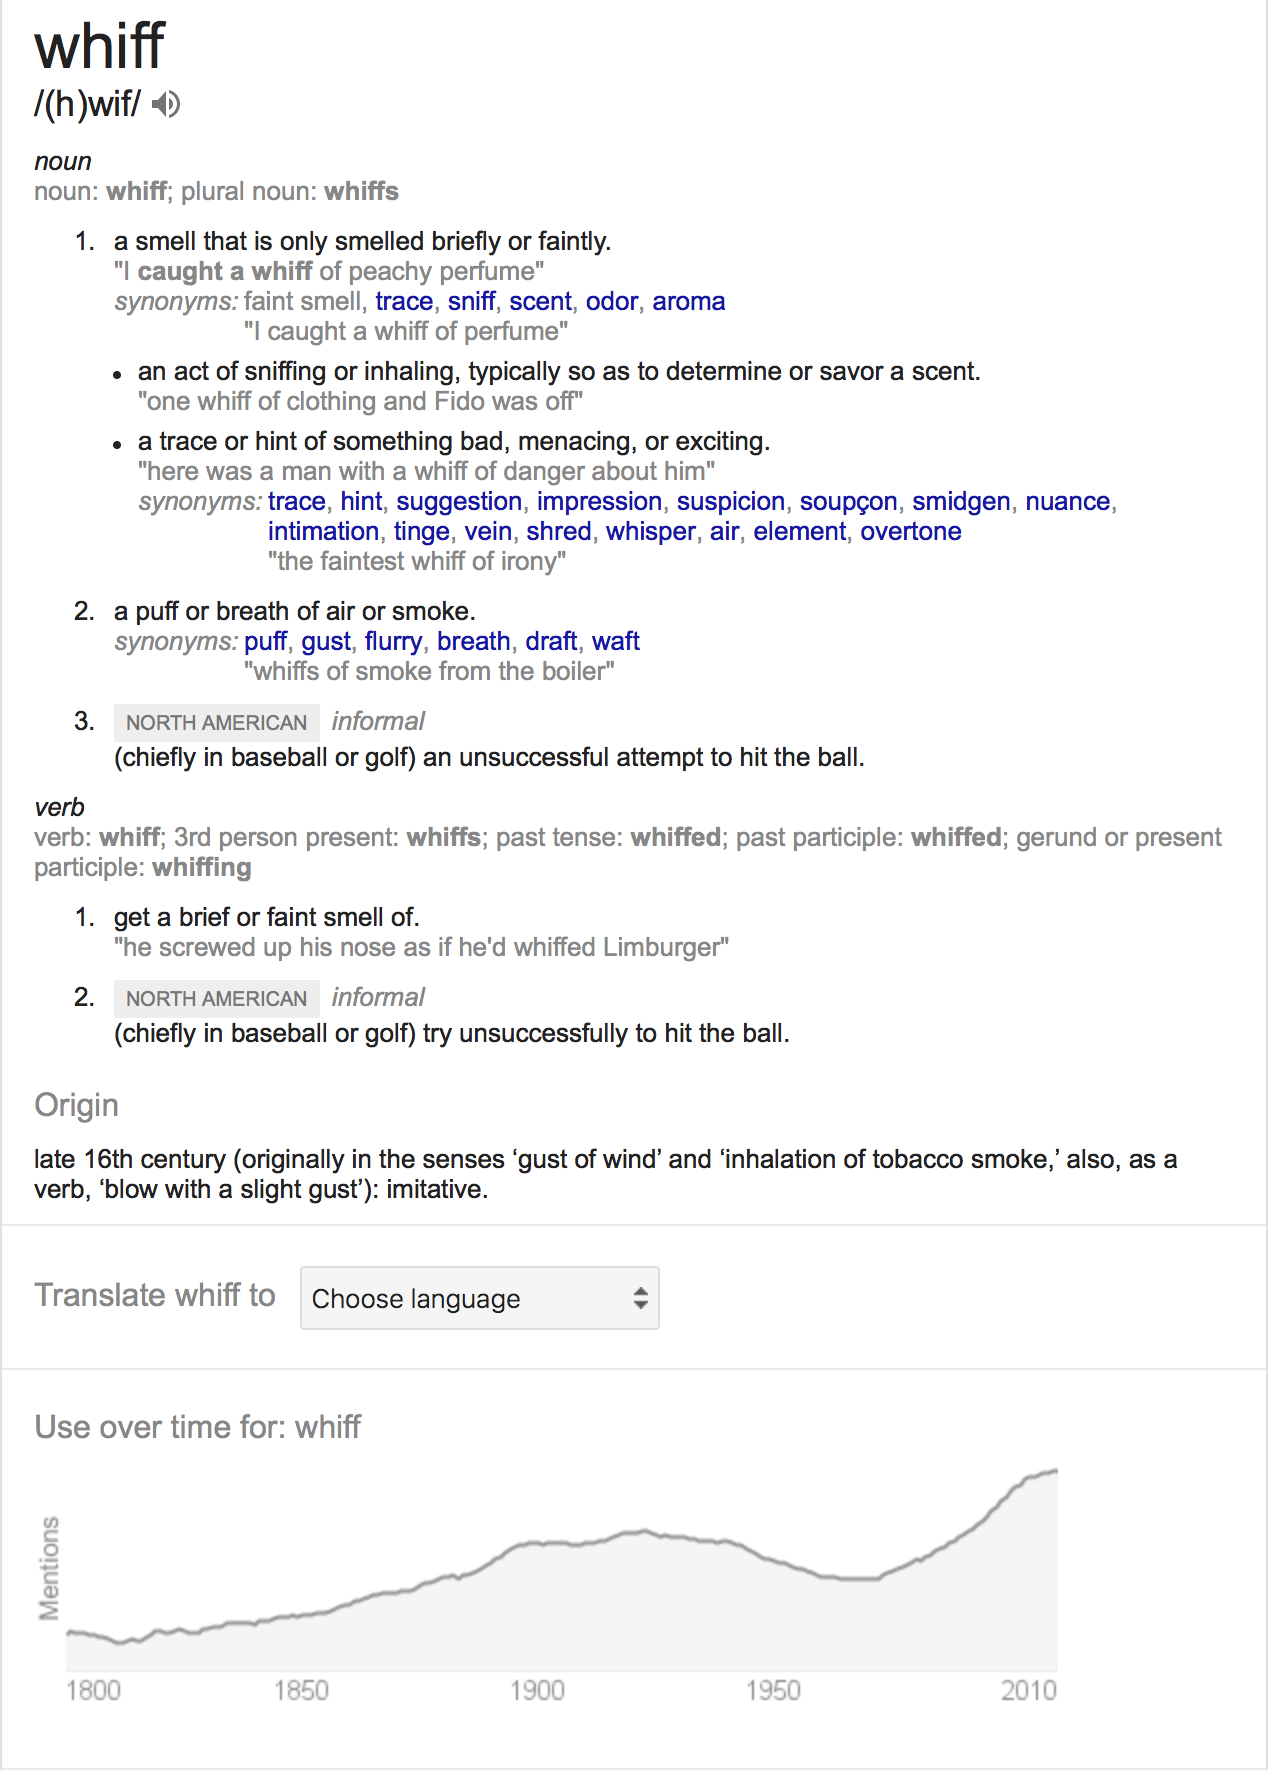 whiff
/(h)wif/
noun
noun: whiff; plural noun: whiffs
1. a smell that is only smelled briefly or faintly.
"I caught a whiff of peachy perfume"
synonyms: faint smell, trace, sniff, scent, odor, aroma
"I caught a whiff of perfume"
• an act of sniffing or inhaling, typically so as to determine or savor a scent.
"one whiff of clothing and Fido was off"
• a trace or hint of something bad, menacing, or exciting.
"here was a man with a whiff of danger about him"
synonyms: trace, hint, suggestion, impression, suspicion, soupçon, smidgen, nuance,
intimation, tinge, vein, shred, whisper, air, element, overtone
"the faintest whiff of irony"
2. a puff or breath of air or smoke.
synonyms: puff, gust, flurry, breath, draft, waft
"whiffs of smoke from the boiler"
3. NORTH AMERICAN informal
(chiefly in baseball or golf) an unsuccessful attempt to hit the ball.
verb
verb: whiff; 3rd person present: whiffs; past tense: whiffed; past participle: whiffed; gerund or present
participle: whiffing
1. get a brief or faint smell of.
"he screwed up his nose as if he'd whiffed Limburger"
2. NORTH AMERICAN informal
(chiefly in baseball or golf) try unsuccessfully to hit the ball.
Origin
late 16th century (originally in the senses ‘gust of wind’ and ‘inhalation of tobacco smoke,’ also, as a
verb, ‘blow with a slight gust’): imitative.
Translate whiff to Choose language
Use over time for: whiff
Mentions
1800 1850 1900 1950 2010